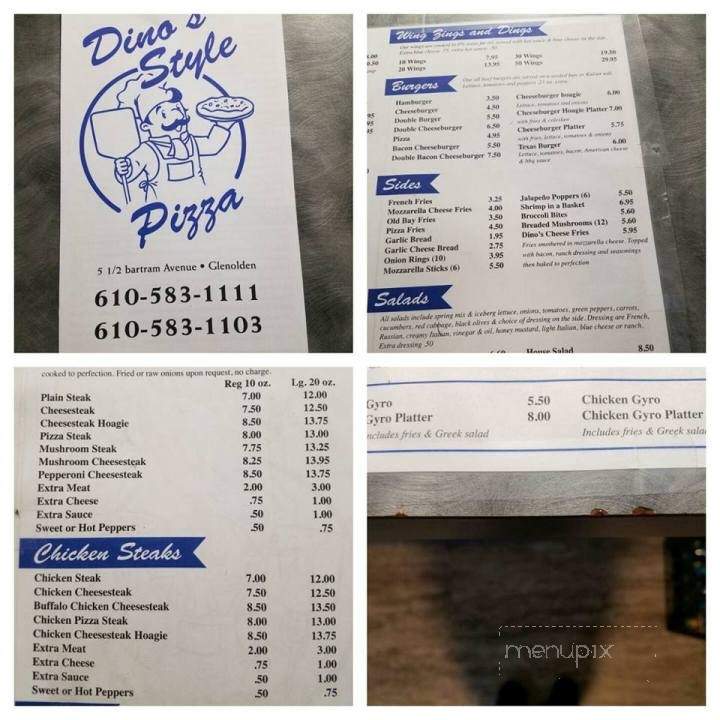 Dino's
Style
Pizza
5 1/2 bartram Avenue • Glenolden
610-583-1111
610-583-1103
Wing Zings and Dings
10 Wings 7.95 30 Wings 19.50
20 Wings 13.95 50 Wings 29.95
Burgers
Hamburger 3.50
Cheeseburger 4.50
Double Burger 5.50
Double Cheeseburger 6.50
Pizza 4.95
Bacon Cheeseburger 5.50
Double Bacon Cheeseburger 7.50
Cheeseburger hoagie 6.00
Lettuce, tomatoes and onions
Cheeseburger Hoogie Platter 7.00
with fries & coleslaw
Cheeseburger Platter 5.75
with fries, lettuce, tomatoes & onions
Texas Burger 6.00
Lettuce, tomatoes, bacon, American cheese
& bbq sauce
Sides
French Fries 3.25
Mozzarella Cheese Fries 4.00
Old Bay Fries 3.50
Pizza Fries 4.50
Garlic Bread 1.95
Garlic Cheese Bread 2.75
Onion Rings (10) 3.95
Mozzarella Sticks (6) 5.50
Jalapeño Poppers (6) 5.50
Shrimp in a Basket 6.95
Broccoli Bites 5.60
Breaded Mushrooms (12) 5.60
Dino's Cheese Fries 5.95
Fries smothered in mozzarella cheese. Topped
with bacon, ranch dressing and seasonings
then baked to perfection
Salads
All salads include spring mix & iceberg lettuce, onions, tomatoes, green peppers, carrots,
cucumbers, red cabbage, black olives & choice of dressing on the side. Dressing are French,
Russian, creamy Italian, vinegar & oil, honey mustard, light Italian, blue cheese or ranch.
Extra dressing .50
House Salad 8.50
cooked to perfection. Fried or raw onions upon request, no charge.
Reg 10 oz. Lg. 20 oz.
Plain Steak 7.00 12.00
Cheesesteak 7.50 12.50
Cheesesteak Hoagie 8.50 13.75
Pizza Steak 8.00 13.00
Mushroom Steak 7.75 13.25
Mushroom Cheesesteak 8.25 13.95
Pepperoni Cheesesteak 8.50 13.75
Extra Meat 2.00 3.00
Extra Cheese .75 1.00
Extra Sauce .50 1.00
Sweet or Hot Peppers .50 .75
Chicken Steaks
Chicken Steak 7.00 12.00
Chicken Cheesesteak 7.50 12.50
Buffalo Chicken Cheesesteak 8.50 13.50
Chicken Pizza Steak 8.00 13.00
Chicken Cheesesteak Hoagie 8.50 13.75
Extra Meat 2.00 3.00
Extra Cheese .75 1.00
Extra Sauce .50 1.00
Sweet or Hot Peppers .50 .75
Gyro 5.50 Chicken Gyro
Gyro Platter 8.00 Chicken Gyro Platter
ncludes fries & Greek salad Includes fries & Greek sala
menupix